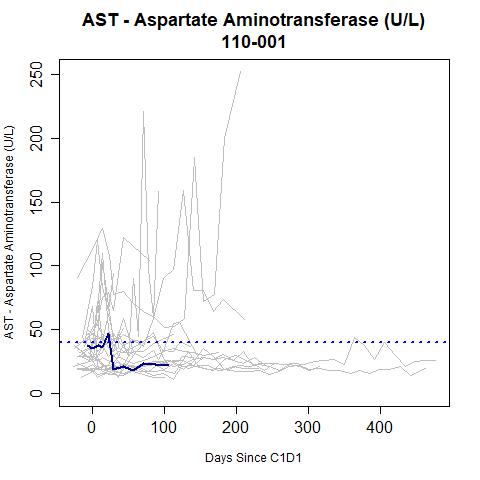 AST - Aspartate Aminotransferase (U/L)
110-001
AST - Aspartate Aminotransferase (U/L)
250
200
150
100
50
0
0 100 200 300 400
Days Since C1D1